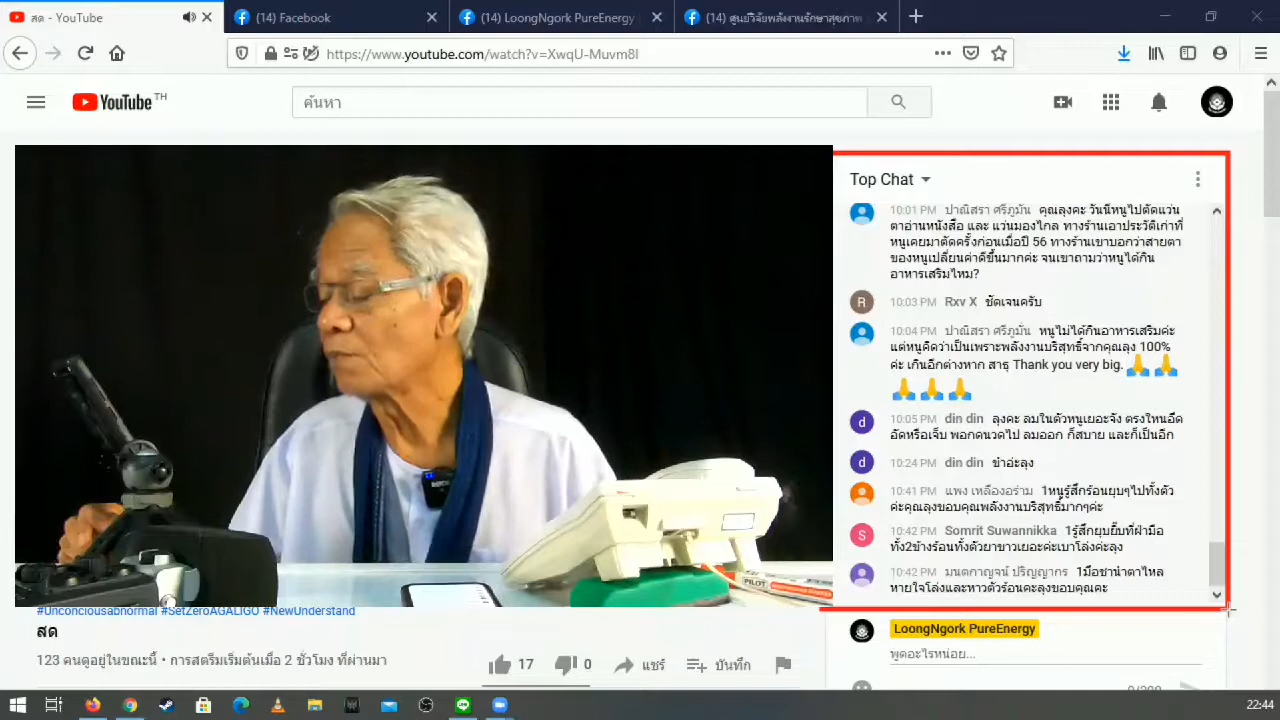 สด - YouTube
(14) Facebook
(14) LoongNgork PureEnergy
(14) ศูนย์วิจัยพลังงานรักษาสุขภาพ
https://www.youtube.com/watch?v=XwqU-Muvm8I
YouTube TH
ค้นหา
Top Chat
10:01 PM ปาณิสรา ศรีภูมั่น คุณลุงคะ วันนี้หนูไปตัดแว่น
ตาอ่านหนังสือ และ แว่นมองไกล ทางร้านเอาประวัติเก่าที่
หนูเคยมาตัดครั้งก่อนเมื่อปี 56 ทางร้านเขาบอกว่าสายตา
ของหนูเปลี่ยนค่าดีขึ้นมากค่ะ จนเขาถามว่าหนูได้กิน
อาหารเสริมไหม?
10:03 PM Rxv X ชัดเจนครับ
10:04 PM ปาณิสรา ศรีภูมั่น หนูไม่ได้กินอาหารเสริมค่ะ
แต่หนูคิดว่าเป็นเพราะพลังงานบริสุทธิ์จากคุณลุง 100%
ค่ะ เกินอีกต่างหาก สาธุ Thank you very big. 🙏🙏
🙏🙏🙏
10:05 PM din din ลุงคะ ลมในตัวหนูเยอะจัง ตรงใหนอึด
อัดหรือเจ็บ พอกดนวดไป ลมออก ก็สบาย และก็เป็นอีก
10:24 PM din din ขำอ่ะลุง
10:41 PM แพง เหลืองอร่าม 1หนูรู้สึกร้อนยุบๆไปทั้งตัว
ค่ะคุณลุงขอบคุณพลังงานบริสุทธิ์มากๆค่ะ
10:42 PM Somrit Suwannikka 1รู้สึกยุบยิ๊บที่ฝ่ามือ
ทั้ง2ข้างร้อนทั้งตัวยาขาวเยอะค่ะเบาโล่งค่ะลุง
10:42 PM มนตกาญจน์ ปริญญากร 1มือชาน้ำตาไหล
หายใจโล่งและหาวตัวร้อนคะลุงขอบคุณคะ
PILOT
#Unconciousabnormal #SetZeroAGALIGO #NewUnderstand
สด
123 คนดูอยู่ในขณะนี้ • การสตรีมเริ่มต้นเมื่อ 2 ชั่วโมง ที่ผ่านมา
17
0
แชร์
บันทึก
LoongNgork PureEnergy
พูดอะไรหน่อย...
0/200
22:44